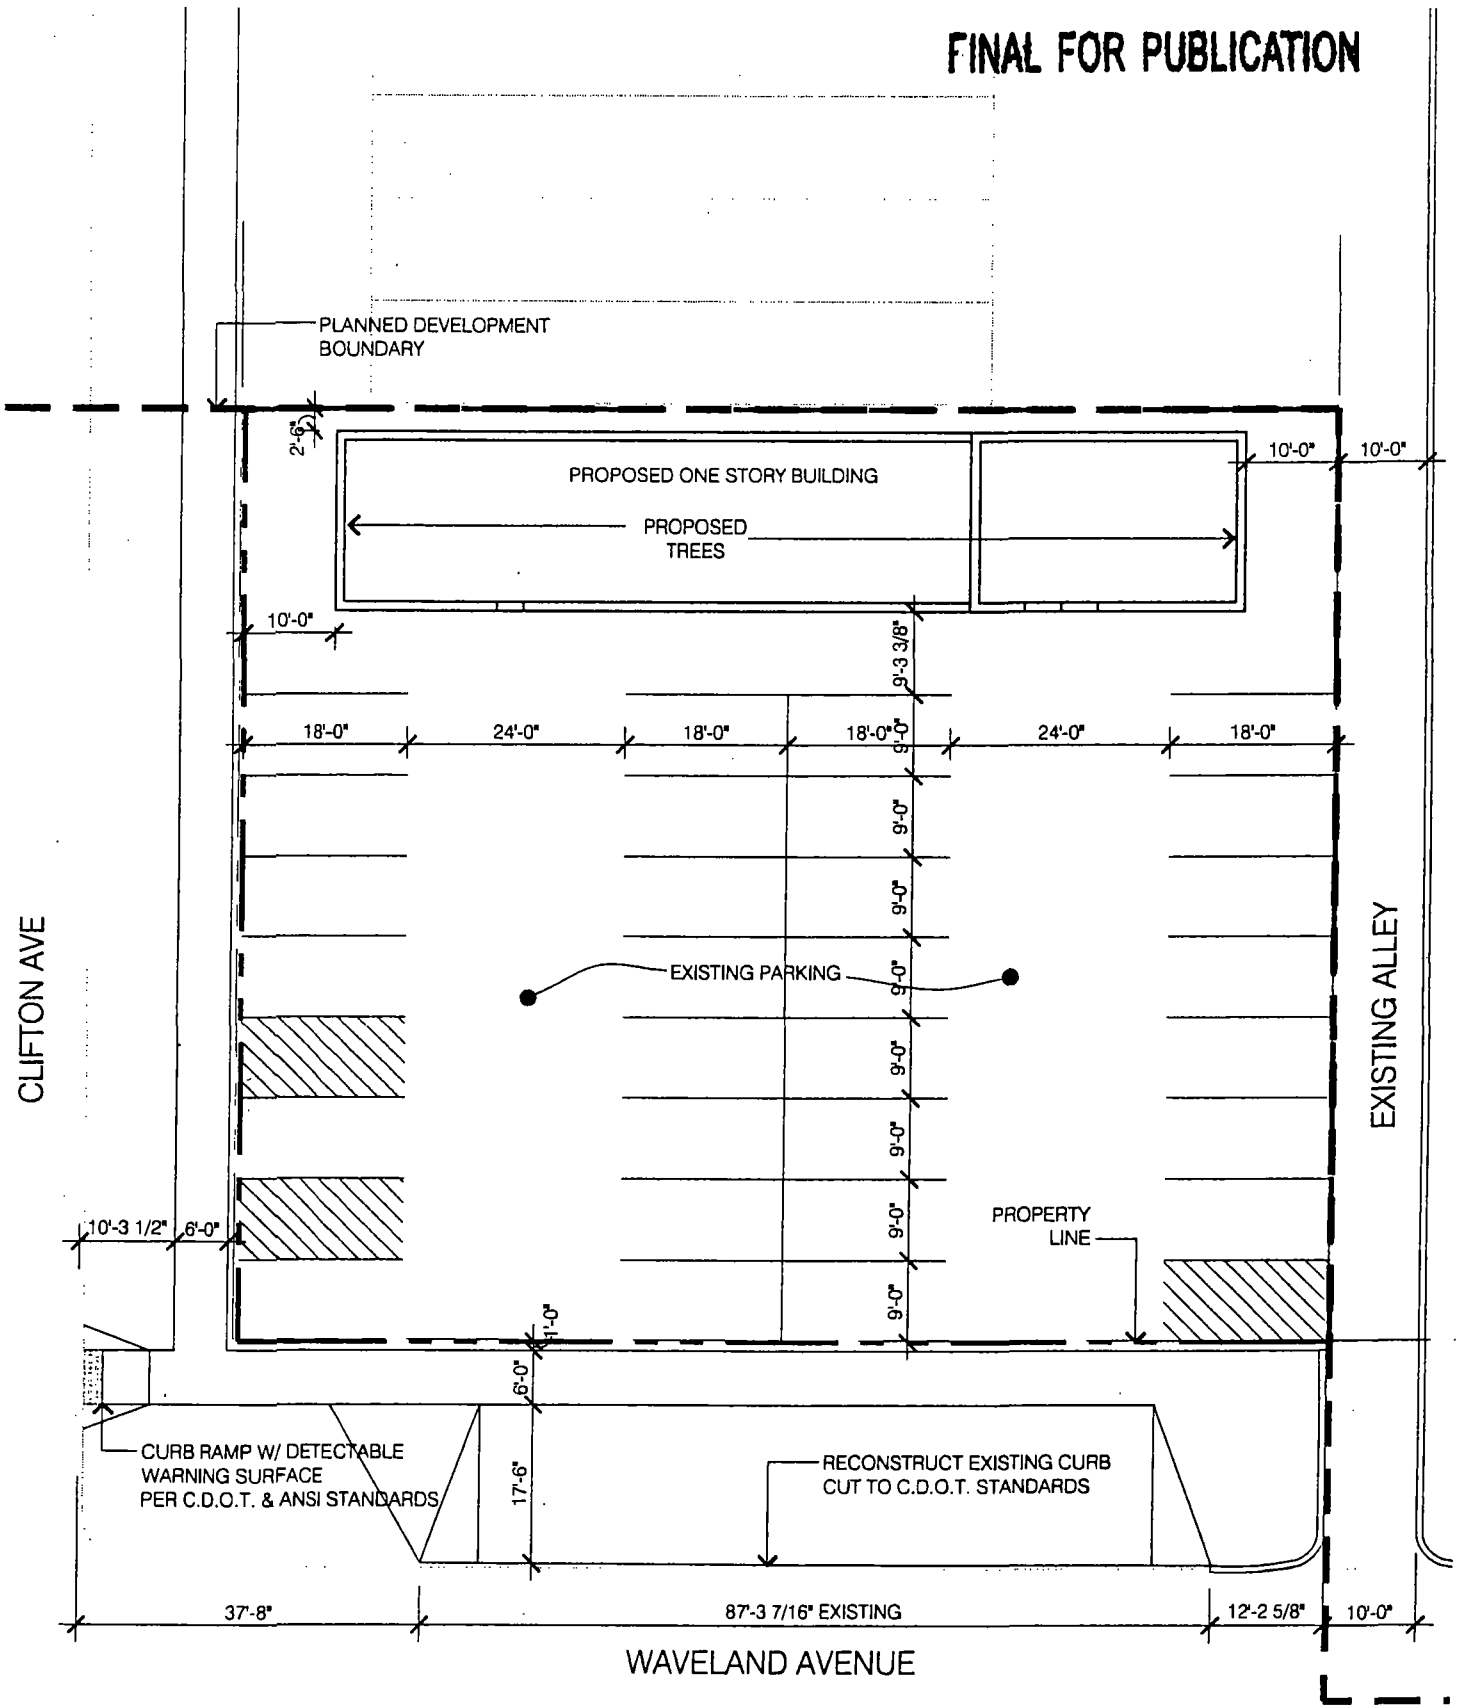 FINAL FOR PUBLICATION
PLANNED DEVELOPMENT
BOUNDARY
2'-6"
PROPOSED ONE STORY BUILDING
10'-0"
10'-0"
PROPOSED
TREES
10'-0"
9'-3 3/8"
18'-0"
24'-0"
18'-0"
18'-0"
24'-0"
18'-0"
9'-0"
9'-0"
9'-0"
EXISTING PARKING
9'-0"
9'-0"
9'-0"
9'-0"
9'-0"
CLIFTON AVE
EXISTING ALLEY
10'-3 1/2"
6'-0"
PROPERTY
LINE
1'-0"
6'-0"
17'-6"
CURB RAMP W/ DETECTABLE
WARNING SURFACE
PER C.D.O.T. & ANSI STANDARDS
RECONSTRUCT EXISTING CURB
CUT TO C.D.O.T. STANDARDS
37'-8"
87'-3 7/16" EXISTING
12'-2 5/8"
10'-0"
WAVELAND AVENUE